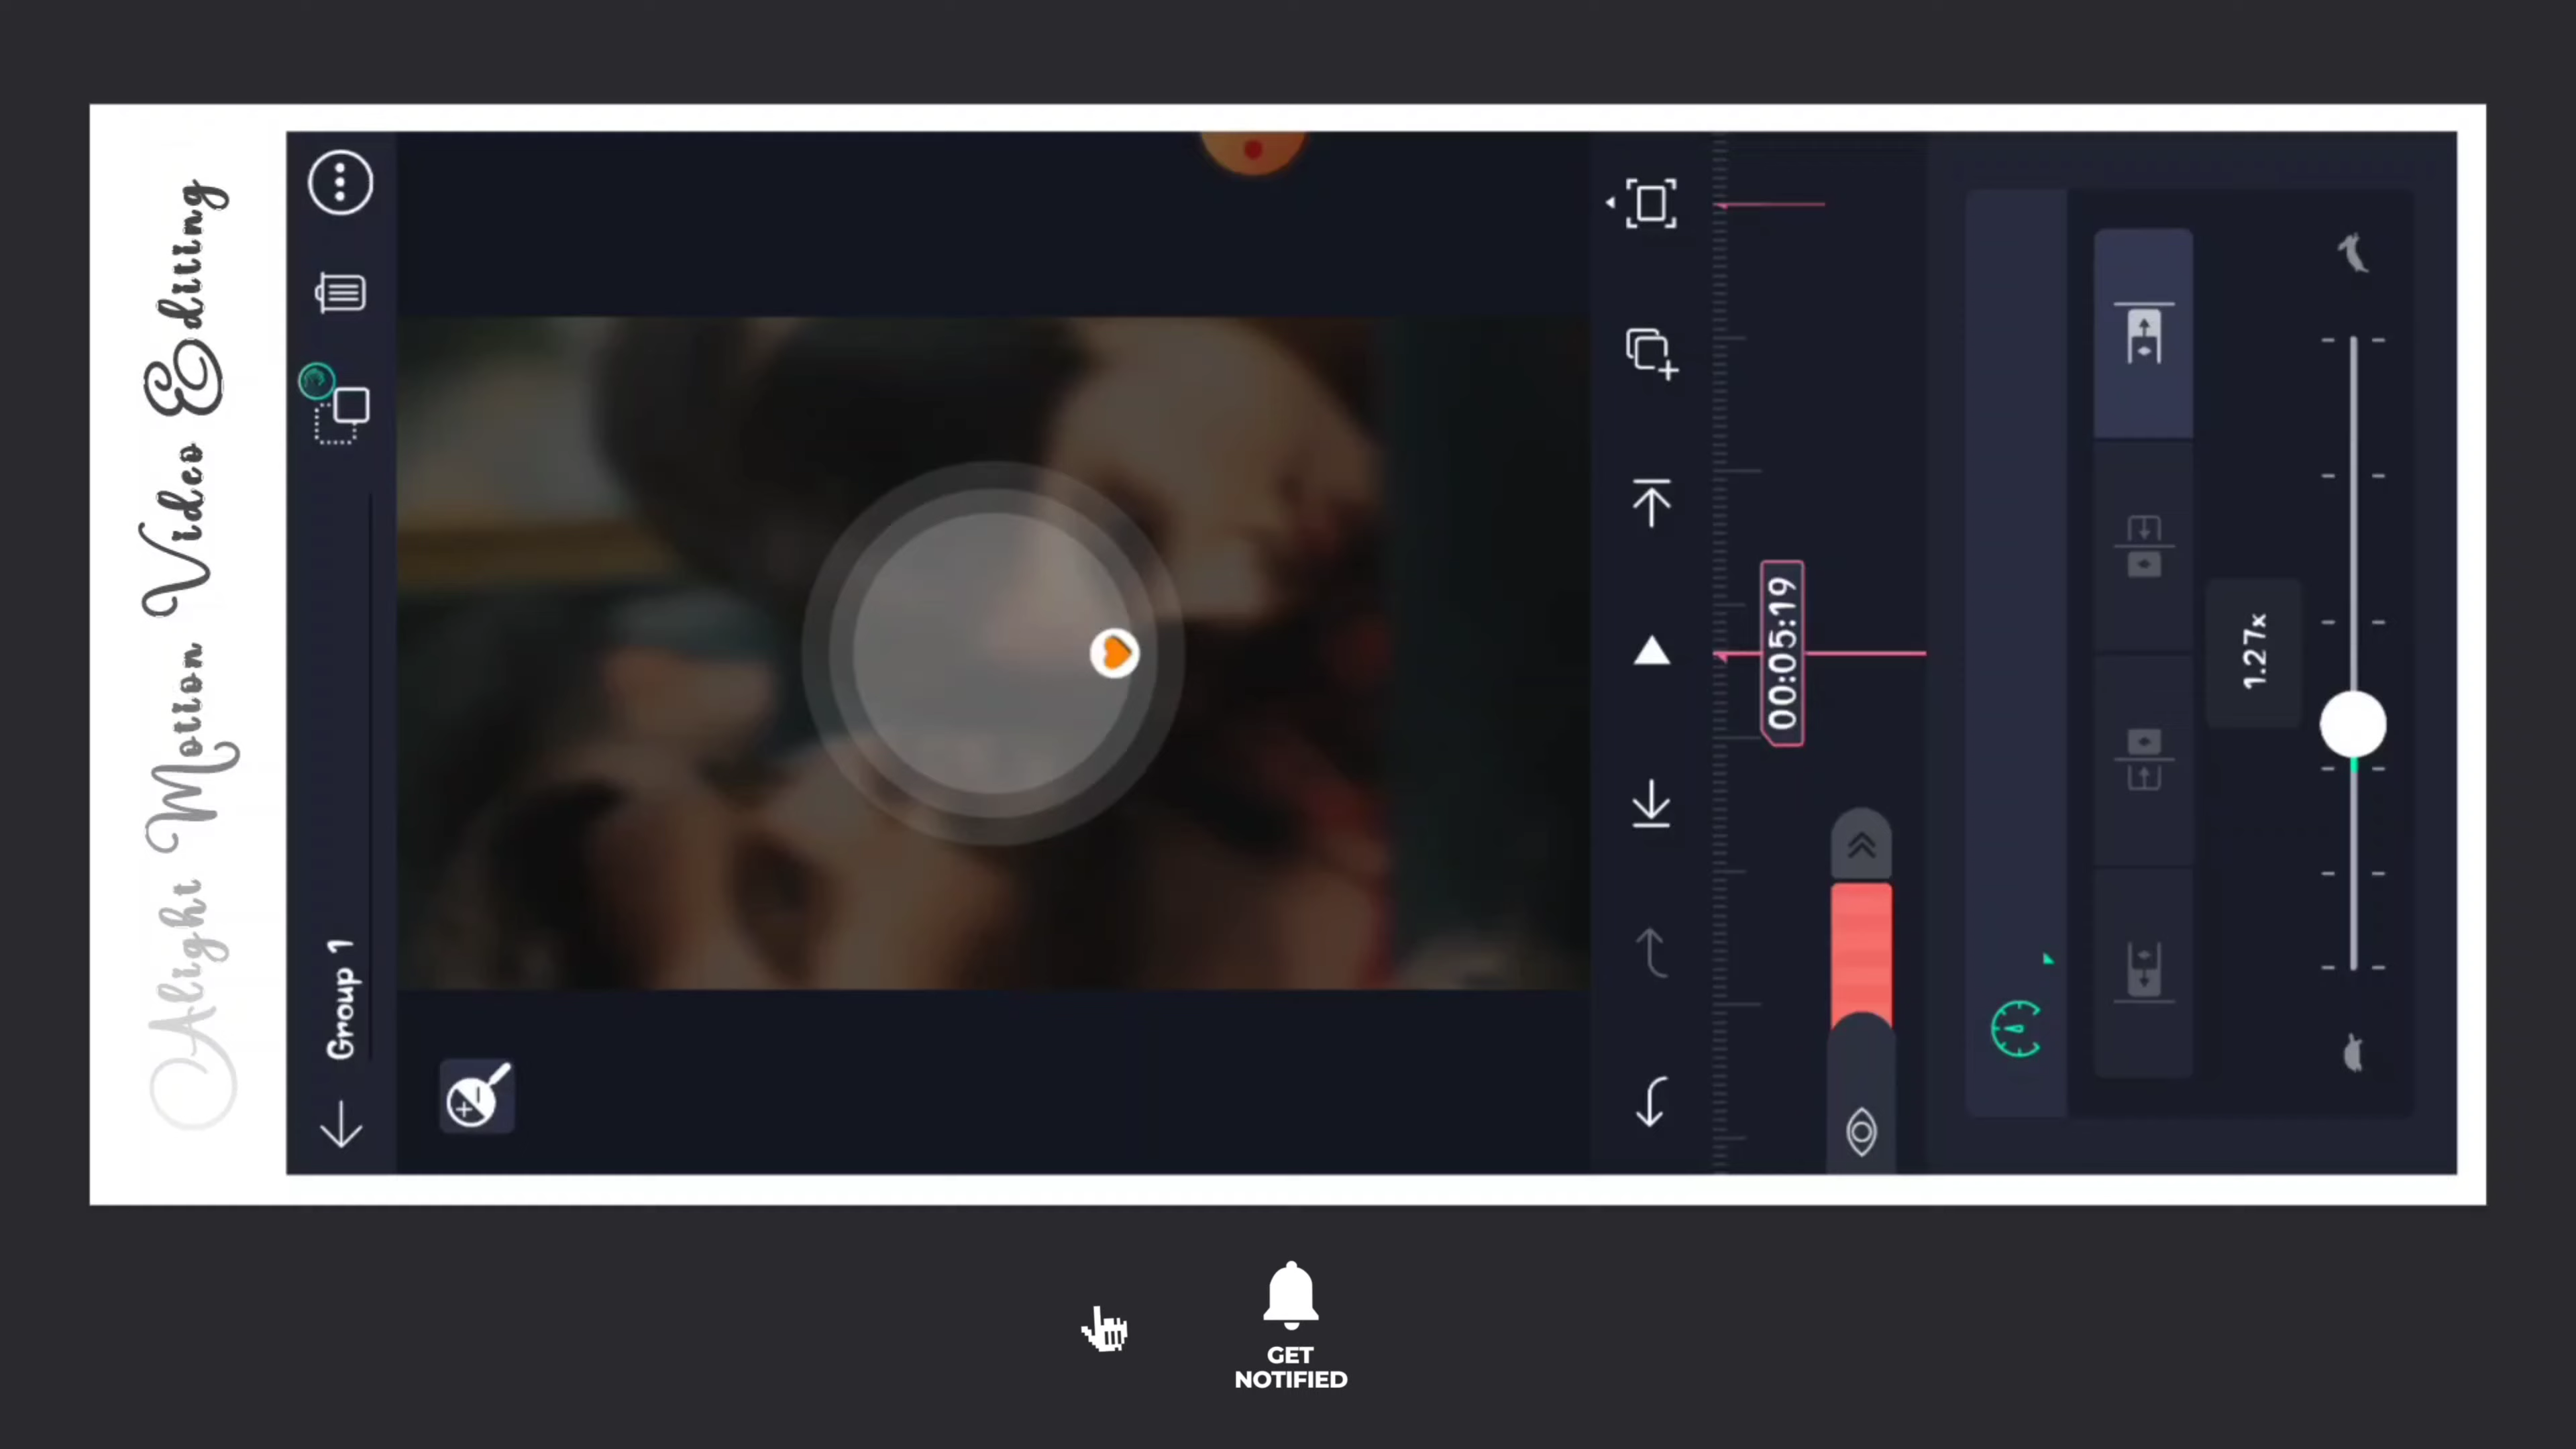 Alight Motion Video Editing
Group 1
00:05:19
1.27x
GET
NOTIFIED